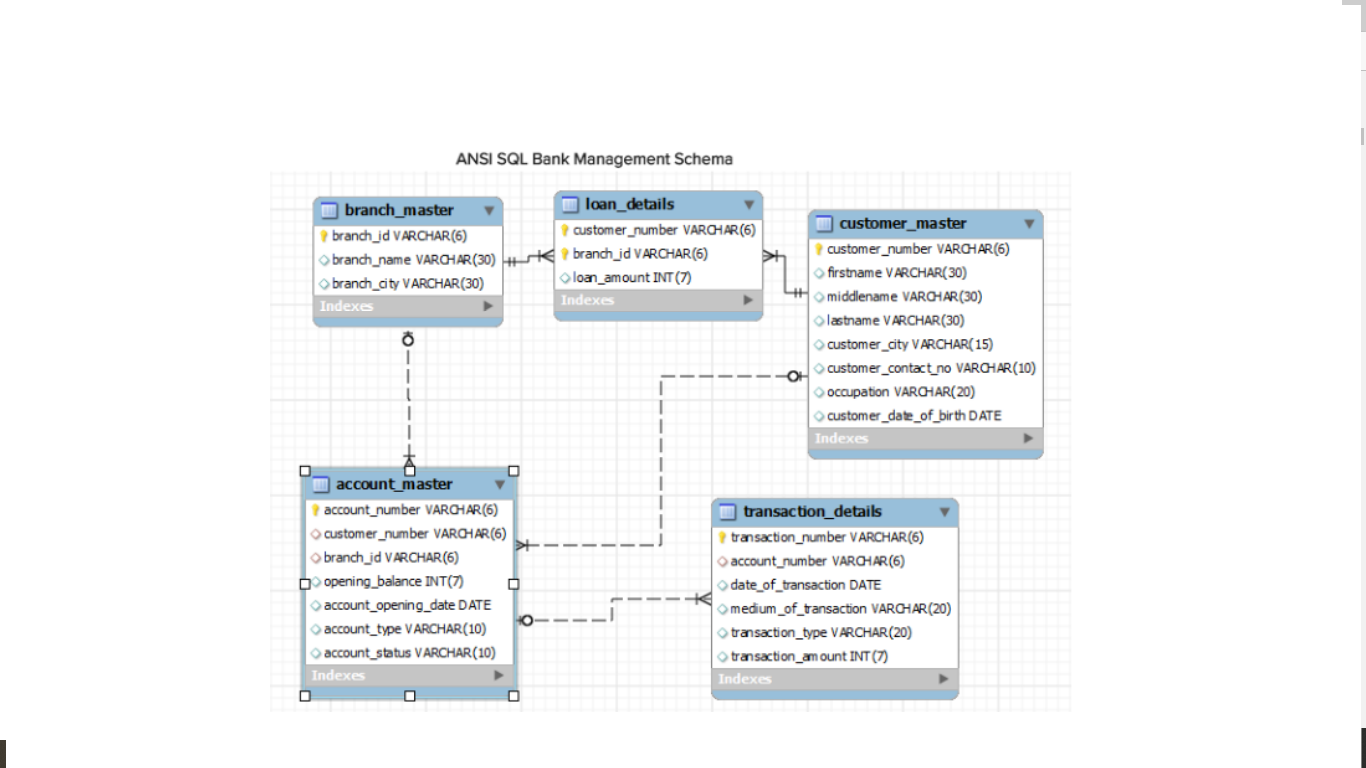 ANSI SQL Bank Management Schema
branch_master
branch_id VARCHAR(6)
branch_name VARCHAR(30)
branch_city VARCHAR(30)
Indexes
loan_details
customer_number VARCHAR(6)
branch_id VARCHAR(6)
loan_amount INT(7)
Indexes
customer_master
customer_number VARCHAR(6)
firstname VARCHAR(30)
middlename VARCHAR(30)
lastname VARCHAR(30)
customer_city VARCHAR(15)
customer_contact_no VARCHAR(10)
occupation VARCHAR(20)
customer_date_of_birth DATE
Indexes
account_master
account_number VARCHAR(6)
customer_number VARCHAR(6)
branch_id VARCHAR(6)
opening_balance INT(7)
account_opening_date DATE
account_type VARCHAR(10)
account_status VARCHAR(10)
Indexes
transaction_details
transaction_number VARCHAR(6)
account_number VARCHAR(6)
date_of_transaction DATE
medium_of_transaction VARCHAR(20)
transaction_type VARCHAR(20)
transaction_amount INT(7)
Indexes